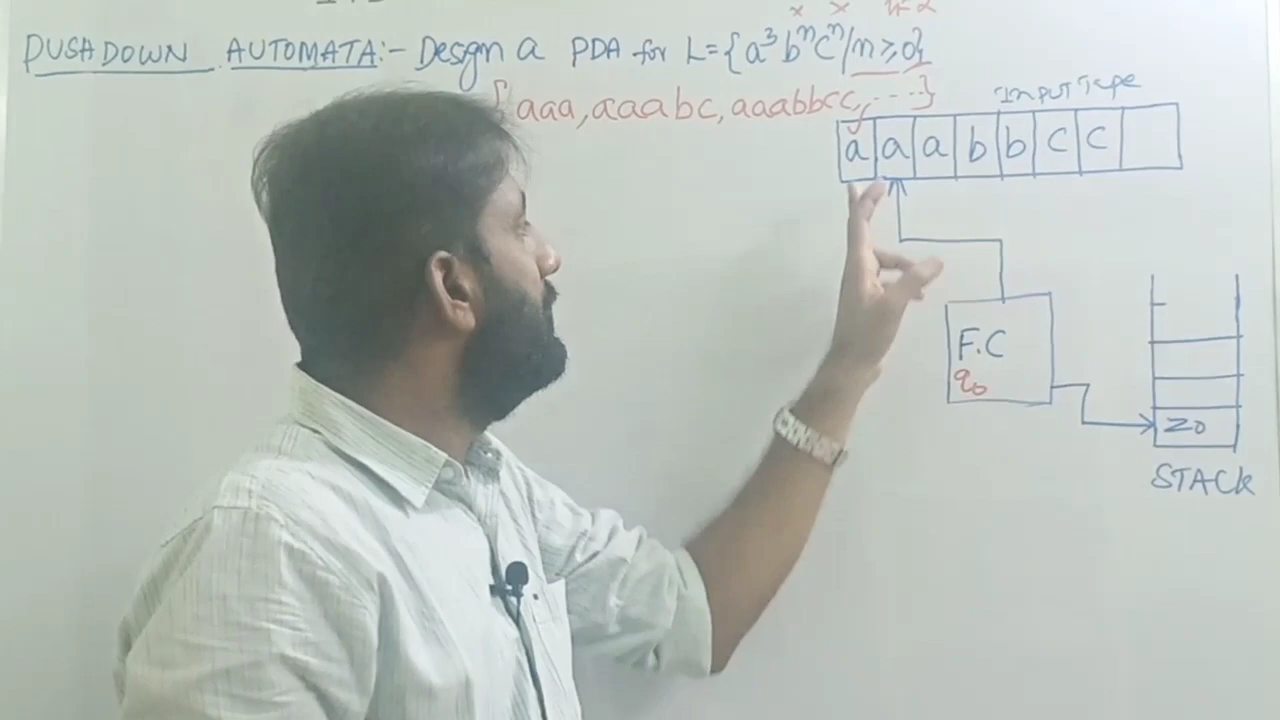 PUSHDOWN AUTOMATA:- Design a PDA for L={a³bⁿcⁿ/n≥0}
{aaa,aaabc,aaabbcc,....}
INPUT Tape
a a a b b c c
F.C
q₀
Z0
STACK